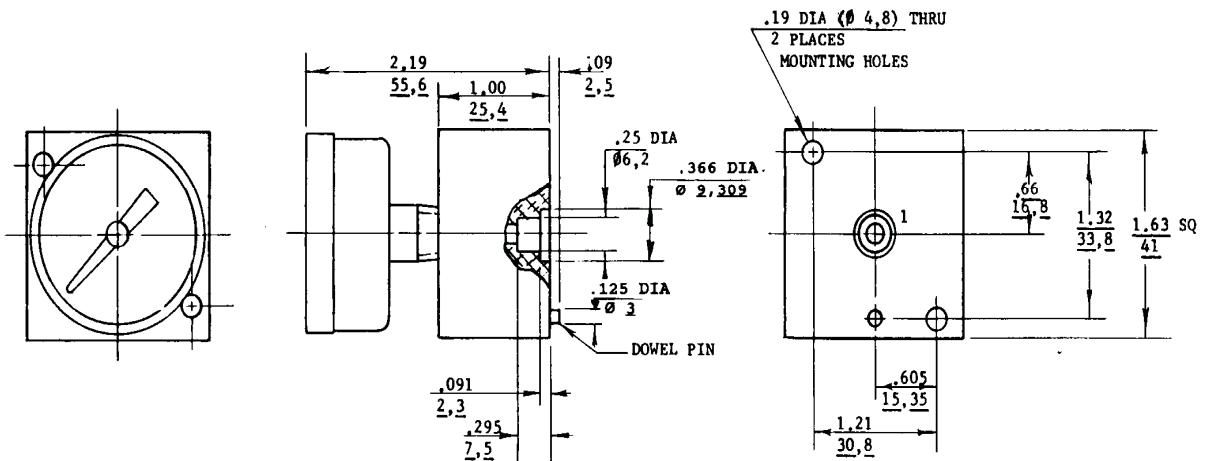 .19 DIA (Ø 4,8) THRU
2 PLACES
MOUNTING HOLES
2.19
55,6
.09
2,5
1.00
25,4
.25 DIA
Ø6,2
.366 DIA.
Ø 9,309
.125 DIA
Ø 3
DOWEL PIN
.091
2,3
.295
7,5
1
.66
16,8
1.32
33,8
1.63 SQ
41
.605
15,35
1.21
30,8